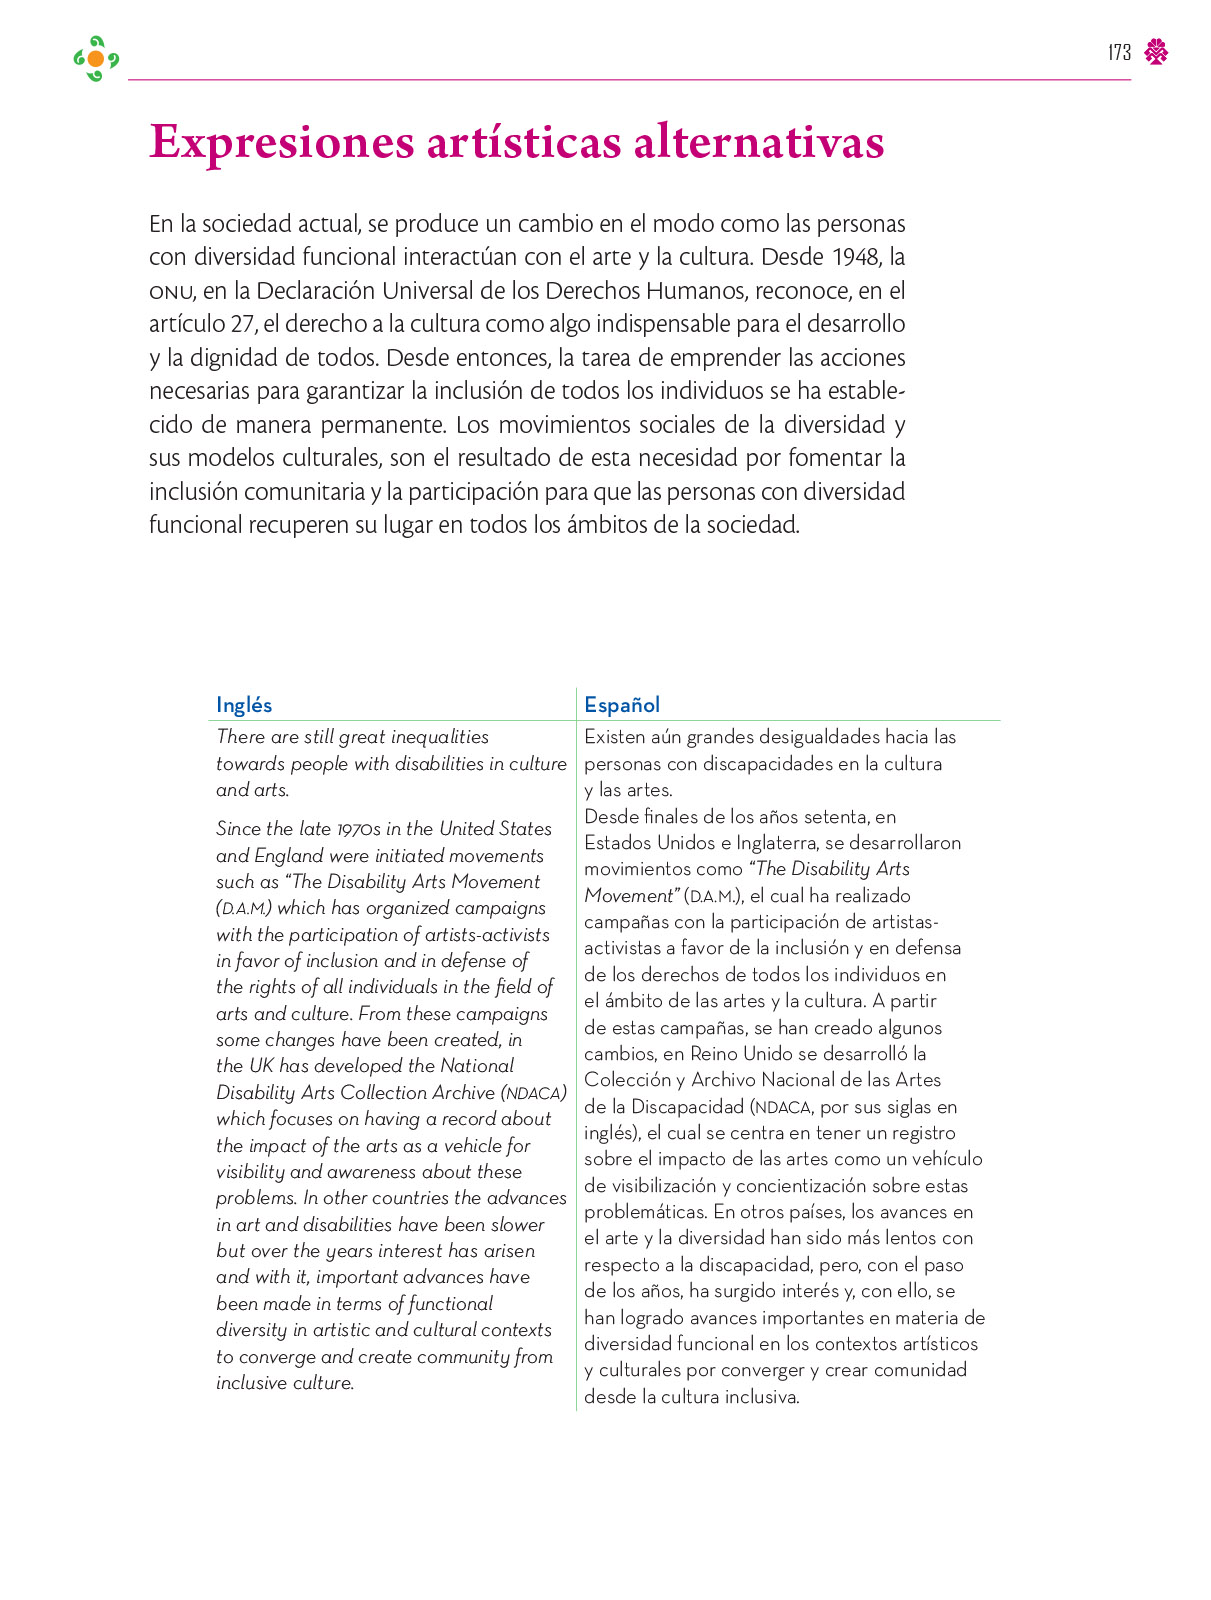 173
Expresiones artísticas alternativas
En la sociedad actual, se produce un cambio en el modo como las personas
con diversidad funcional interactúan con el arte y la cultura. Desde 1948, la
ONU, en la Declaración Universal de los Derechos Humanos, reconoce, en el
artículo 27, el derecho a la cultura como algo indispensable para el desarrollo
y la dignidad de todos. Desde entonces, la tarea de emprender las acciones
necesarias para garantizar la inclusión de todos los individuos se ha estable-
cido de manera permanente. Los movimientos sociales de la diversidad y
sus modelos culturales, son el resultado de esta necesidad por fomentar la
inclusión comunitaria y la participación para que las personas con diversidad
funcional recuperen su lugar en todos los ámbitos de la sociedad.
Inglés
There are still great inequalities
towards people with disabilities in culture
and arts.
Since the late 1970s in the United States
and England were initiated movements
such as “The Disability Arts Movement
(D.A.M.) which has organized campaigns
with the participation of artists-activists
in favor of inclusion and in defense of
the rights of all individuals in the field of
arts and culture. From these campaigns
some changes have been created, in
the UK has developed the National
Disability Arts Collection Archive (NDACA)
which focuses on having a record about
the impact of the arts as a vehicle for
visibility and awareness about these
problems. In other countries the advances
in art and disabilities have been slower
but over the years interest has arisen
and with it, important advances have
been made in terms of functional
diversity in artistic and cultural contexts
to converge and create community from
inclusive culture.
Español
Existen aún grandes desigualdades hacia las
personas con discapacidades en la cultura
y las artes.
Desde finales de los años setenta, en
Estados Unidos e Inglaterra, se desarrollaron
movimientos como “The Disability Arts
Movement” (D.A.M.), el cual ha realizado
campañas con la participación de artistas-
activistas a favor de la inclusión y en defensa
de los derechos de todos los individuos en
el ámbito de las artes y la cultura. A partir
de estas campañas, se han creado algunos
cambios, en Reino Unido se desarrolló la
Colección y Archivo Nacional de las Artes
de la Discapacidad (NDACA, por sus siglas en
inglés), el cual se centra en tener un registro
sobre el impacto de las artes como un vehículo
de visibilización y concientización sobre estas
problemáticas. En otros países, los avances en
el arte y la diversidad han sido más lentos con
respecto a la discapacidad, pero, con el paso
de los años, ha surgido interés y, con ello, se
han logrado avances importantes en materia de
diversidad funcional en los contextos artísticos
y culturales por converger y crear comunidad
desde la cultura inclusiva.